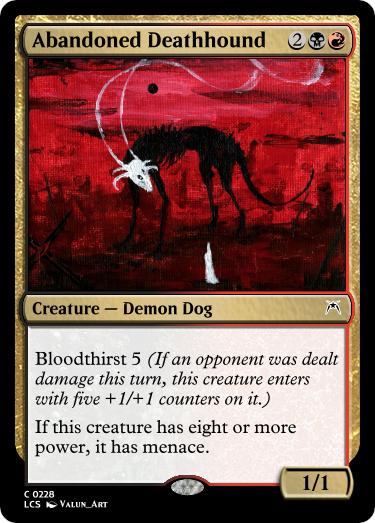 Abandoned Deathhound 2
Creature — Demon Dog
Bloodthirst 5 (If an opponent was dealt
damage this turn, this creature enters
with five +1/+1 counters on it.)
If this creature has eight or more
power, it has menace.
1/1
C 0228
LCS Valun_Art